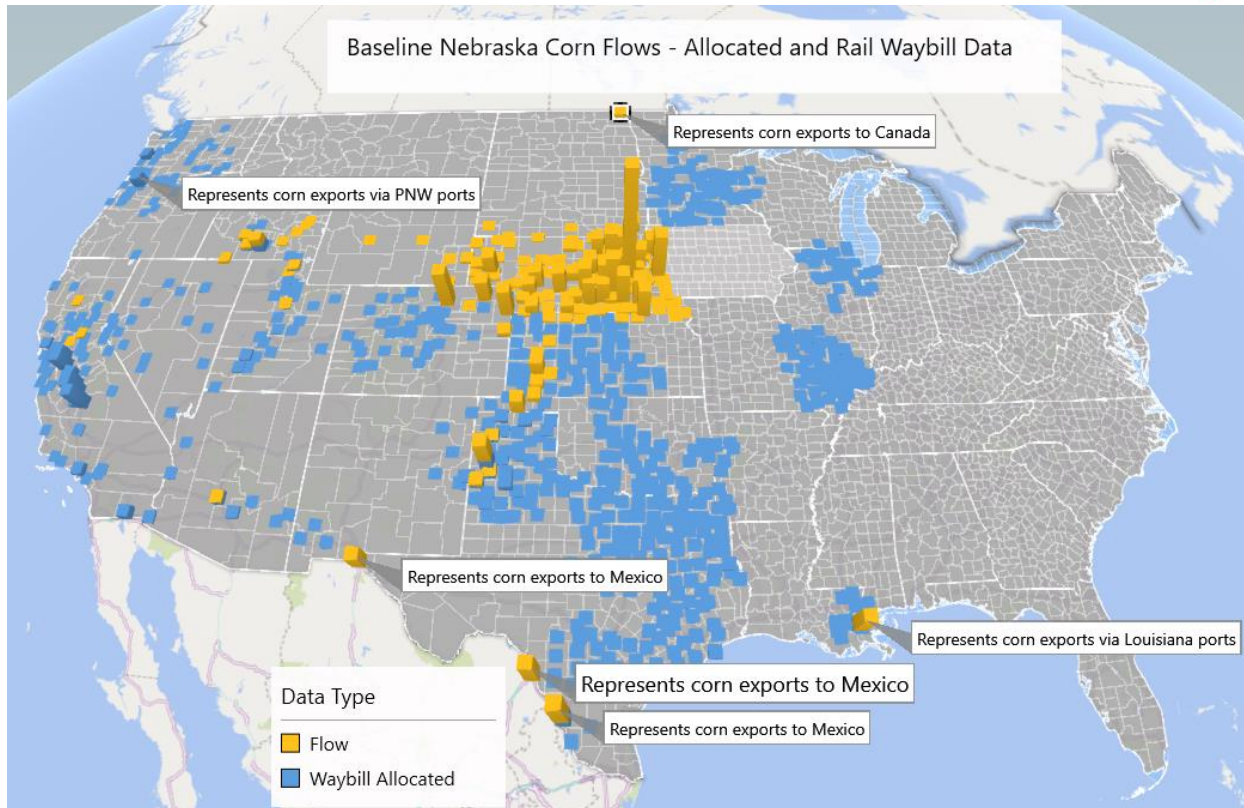 Baseline Nebraska Corn Flows - Allocated and Rail Waybill Data
Represents corn exports to Canada
Represents corn exports via PNW ports
Represents corn exports to Mexico
Represents corn exports via Louisiana ports
Represents corn exports to Mexico
Represents corn exports to Mexico
Data Type
Flow
Waybill Allocated